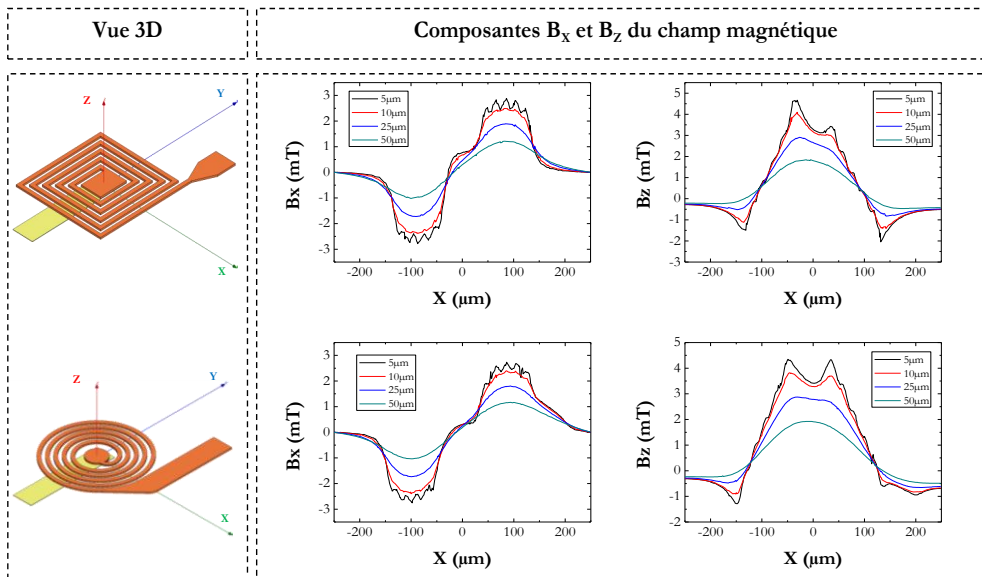 Vue 3D
Composantes BX et BZ du champ magnétique
Z
Y
X
Bx (mT)
3
2
1
0
-1
-2
-3
5µm
10µm
25µm
50µm
-200 -100 0 100 200
X (µm)
Bz (mT)
5
4
3
2
1
0
-1
-2
-3
5µm
10µm
25µm
50µm
-200 -100 0 100 200
X (µm)
Z
Y
X
Bx (mT)
3
2
1
0
-1
-2
-3
5µm
10µm
25µm
50µm
-200 -100 0 100 200
X (µm)
Bz (mT)
5
4
3
2
1
0
-1
-2
5µm
10µm
25µm
50µm
-200 -100 0 100 200
X (µm)